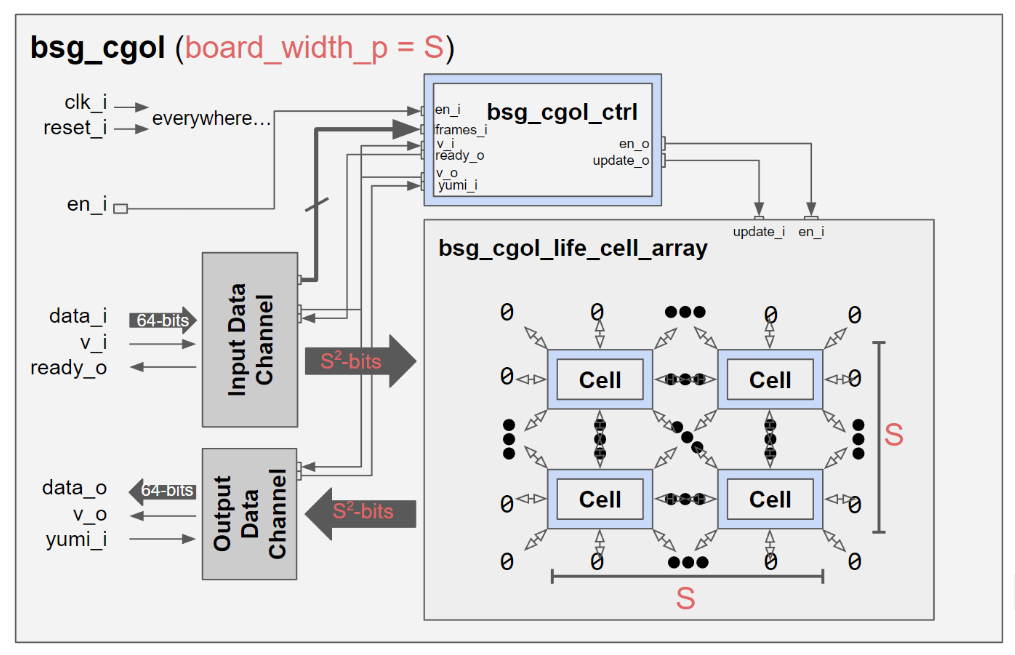 bsg_cgol (board_width_p = S)
clk_i
reset_i
everywhere...
en_i
bsg_cgol_ctrl
en_i
frames_i
v_i
ready_o
v_o
yumi_i
en_o
update_o
update_i en_i
bsg_cgol_life_cell_array
data_i
v_i
ready_o
64-bits
Input Data
Channel
S²-bits
data_o
v_o
yumi_i
64-bits
Output
Data
Channel
S²-bits
0 0 0 0
0 Cell Cell 0
S
0 Cell Cell 0
0 0 0 0
S